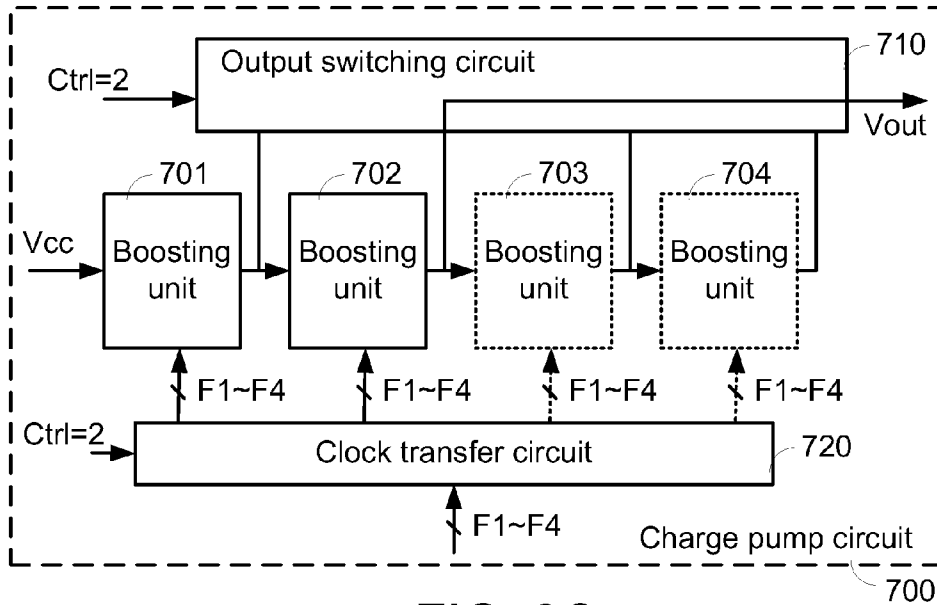 710
Output switching circuit
Ctrl=2
Vout
701
702
703
704
Vcc
Boosting
unit
Boosting
unit
Boosting
unit
Boosting
unit
F1~F4
F1~F4
F1~F4
F1~F4
Ctrl=2
Clock transfer circuit
720
F1~F4
Charge pump circuit
700